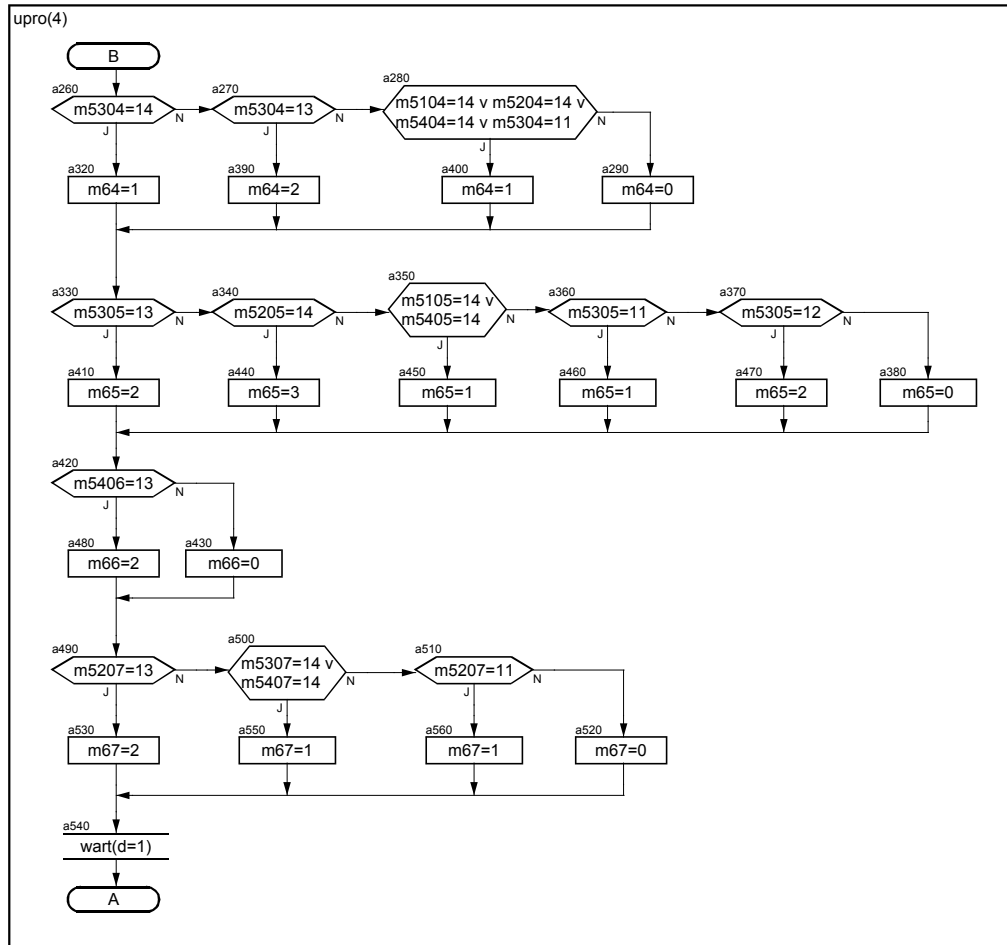 upro(4)
B
a260
m5304=14
N
J
a270
m5304=13
N
J
a280
m5104=14 v m5204=14 v
m5404=14 v m5304=11
N
J
a320
m64=1
a390
m64=2
a400
m64=1
a290
m64=0
a330
m5305=13
N
J
a340
m5205=14
N
J
a350
m5105=14 v
m5405=14
N
J
a360
m5305=11
N
J
a370
m5305=12
N
J
a410
m65=2
a440
m65=3
a450
m65=1
a460
m65=1
a470
m65=2
a380
m65=0
a420
m5406=13
N
J
a480
m66=2
a430
m66=0
a490
m5207=13
N
J
a500
m5307=14 v
m5407=14
N
J
a510
m5207=11
N
J
a530
m67=2
a550
m67=1
a560
m67=1
a520
m67=0
a540
wart(d=1)
A